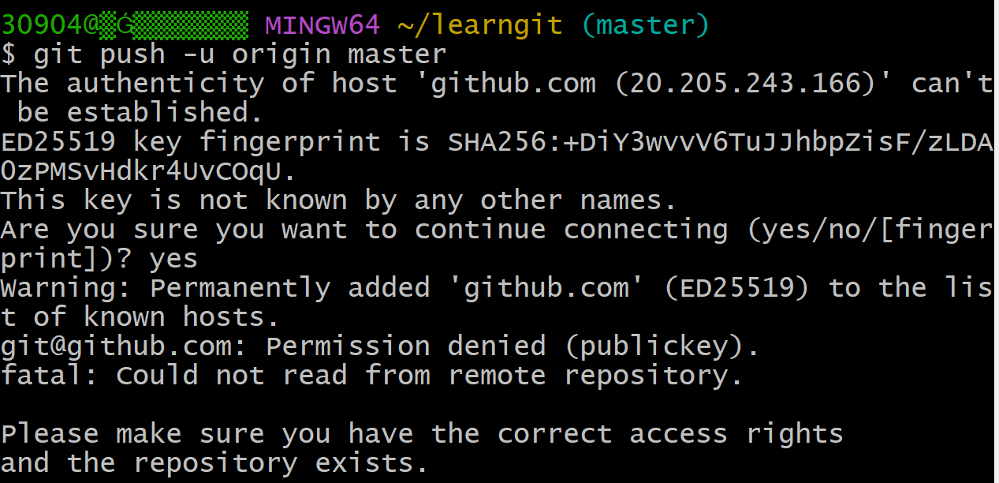 30904@▒Ǵ▒▒▒▒▒▒▒ MINGW64 ~/learngit (master)
$ git push -u origin master
The authenticity of host 'github.com (20.205.243.166)' can't
 be established.
ED25519 key fingerprint is SHA256:+DiY3wvvV6TuJJhbpZisF/zLDA
0zPMSvHdkr4UvCOqU.
This key is not known by any other names.
Are you sure you want to continue connecting (yes/no/[finger
print])? yes
Warning: Permanently added 'github.com' (ED25519) to the lis
t of known hosts.
git@github.com: Permission denied (publickey).
fatal: Could not read from remote repository.

Please make sure you have the correct access rights
and the repository exists.